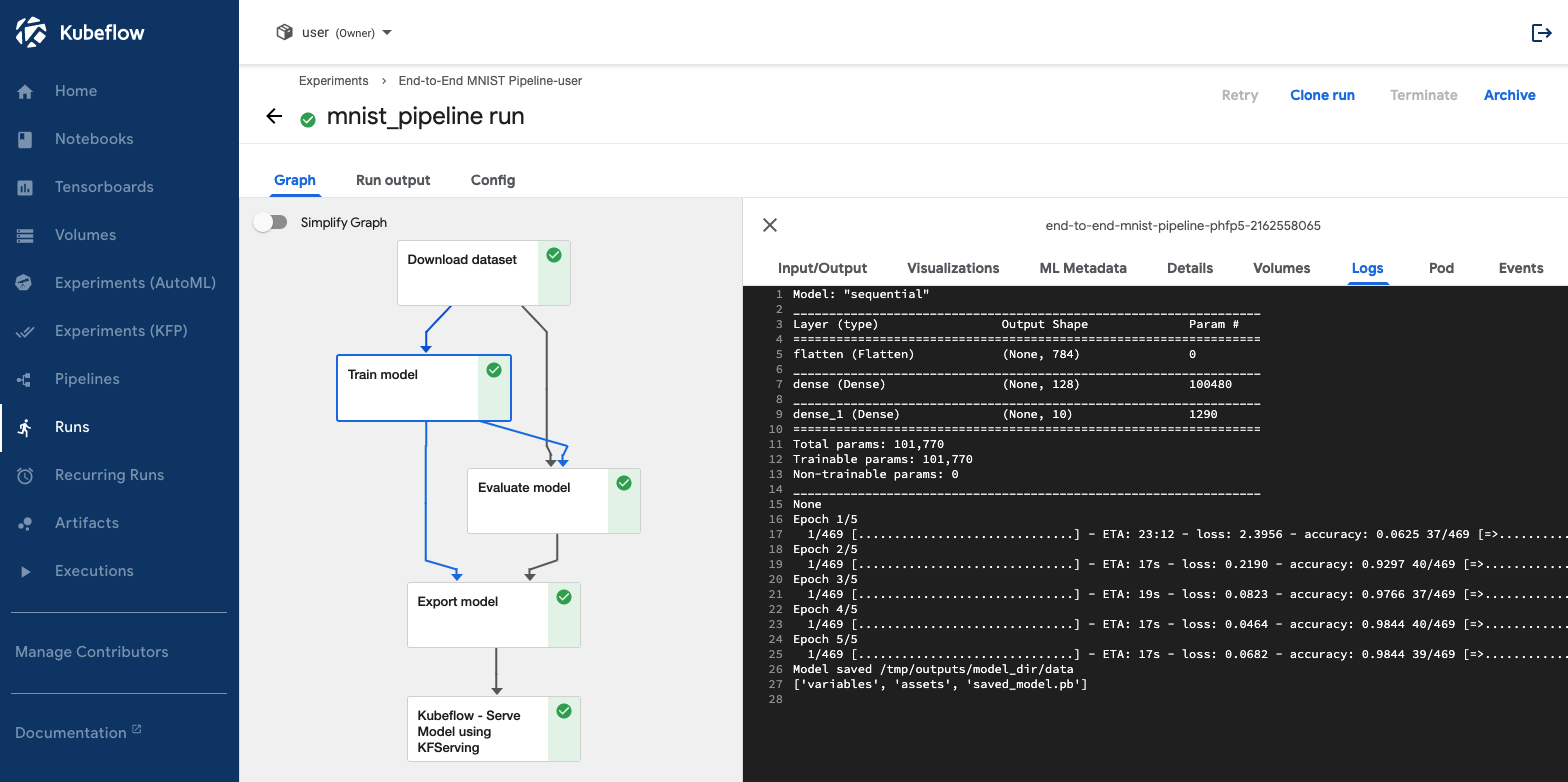 Kubeflow
Home
Notebooks
Tensorboards
Volumes
Experiments (AutoML)
Experiments (KFP)
Pipelines
Runs
Recurring Runs
Artifacts
Executions
Manage Contributors
Documentation
user (Owner)
Experiments › End-to-End MNIST Pipeline-user
mnist_pipeline run
Retry Clone run Terminate Archive
Graph Run output Config
Simplify Graph
Download dataset
Train model
Evaluate model
Export model
Kubeflow - Serve
Model using
KFServing
end-to-end-mnist-pipeline-phfp5-2162558065
Input/Output Visualizations ML Metadata Details Volumes Logs Pod Events
1 Model: "sequential"
2 _________________________________________________________________
3 Layer (type) Output Shape Param #
4 =================================================================
5 flatten (Flatten) (None, 784) 0
6 _________________________________________________________________
7 dense (Dense) (None, 128) 100480
8 _________________________________________________________________
9 dense_1 (Dense) (None, 10) 1290
10 =================================================================
11 Total params: 101,770
12 Trainable params: 101,770
13 Non-trainable params: 0
14 _________________________________________________________________
15 None
16 Epoch 1/5
17 1/469 [..............................] - ETA: 23:12 - loss: 2.3956 - accuracy: 0.0625 37/469 [=>..........
18 Epoch 2/5
19 1/469 [..............................] - ETA: 17s - loss: 0.2190 - accuracy: 0.9297 40/469 [=>............
20 Epoch 3/5
21 1/469 [..............................] - ETA: 19s - loss: 0.0823 - accuracy: 0.9766 37/469 [=>............
22 Epoch 4/5
23 1/469 [..............................] - ETA: 17s - loss: 0.0464 - accuracy: 0.9844 40/469 [=>............
24 Epoch 5/5
25 1/469 [..............................] - ETA: 17s - loss: 0.0682 - accuracy: 0.9844 39/469 [=>............
26 Model saved /tmp/outputs/model_dir/data
27 ['variables', 'assets', 'saved_model.pb']
28